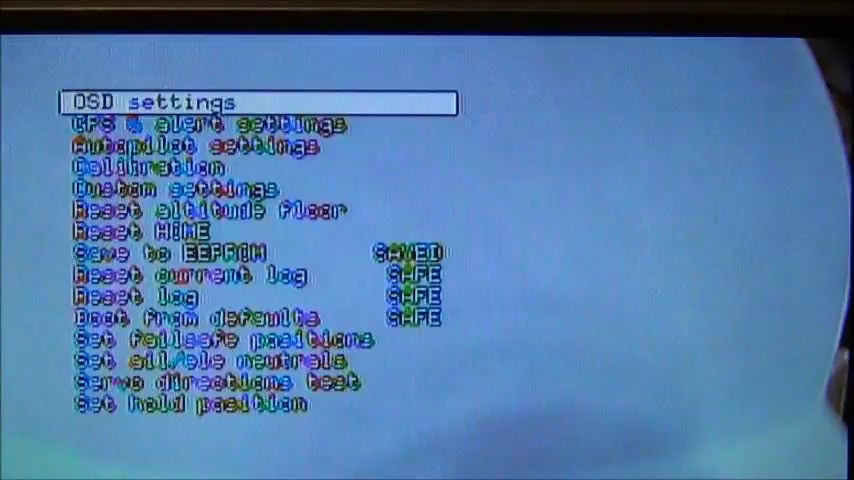 OSD settings
GPS & alert settings
Autopilot settings
Calibration
Custom settings
Reset altitude floor
Reset HOME
Save to EEPROM SAVED
Reset current log SAFE
Reset log SAFE
Boot from defaults SAFE
Set failsafe positions
Set ail/ele neutrals
Servo directions test
Set hold position